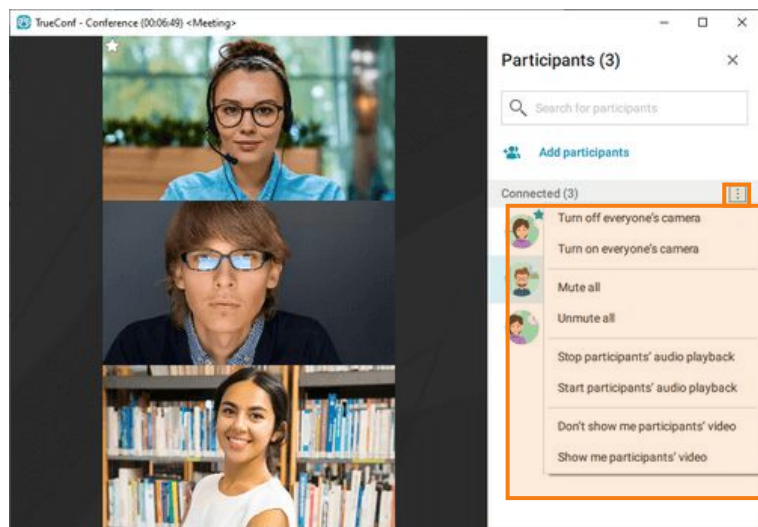 TrueConf - Conference (00:06:49) <Meeting>
Participants (3)
Search for participants
Add participants
Connected (3)
Turn off everyone's camera
Turn on everyone's camera
Mute all
Unmute all
Stop participants' audio playback
Start participants' audio playback
Don't show me participants' video
Show me participants' video